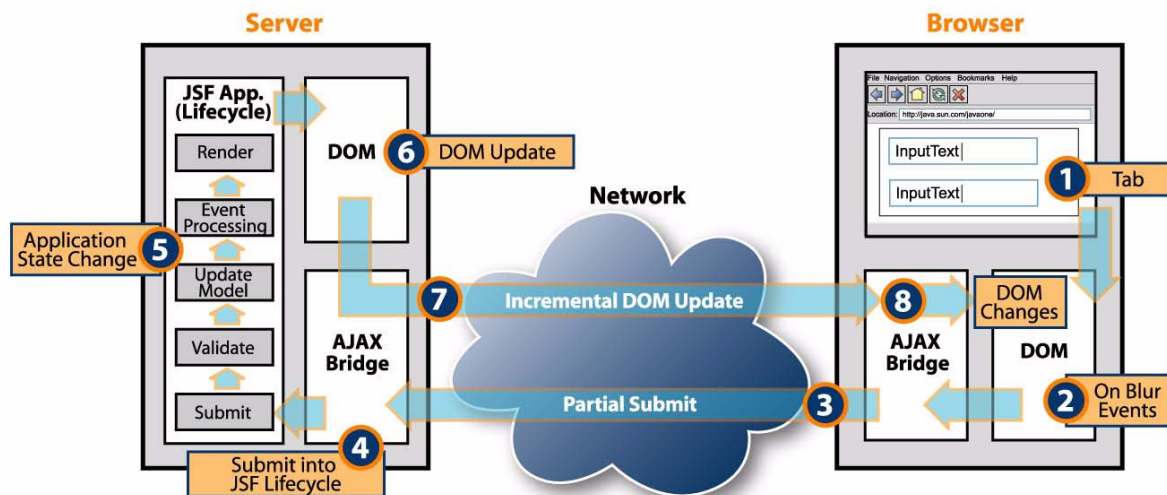 Server
Browser
JSF App.
(Lifecycle)
Render
Event
Processing
Update
Model
Validate
Submit
5
Application
State Change
DOM
6
DOM Update
AJAX
Bridge
4
Submit into
JSF Lifecycle
Network
7
Incremental DOM Update
Partial Submit
3
File Navigation Options Bookmarks Help
Location: http://java.sun.com/javaone/
InputText
InputText
1
Tab
8
DOM
Changes
AJAX
Bridge
DOM
2
On Blur
Events